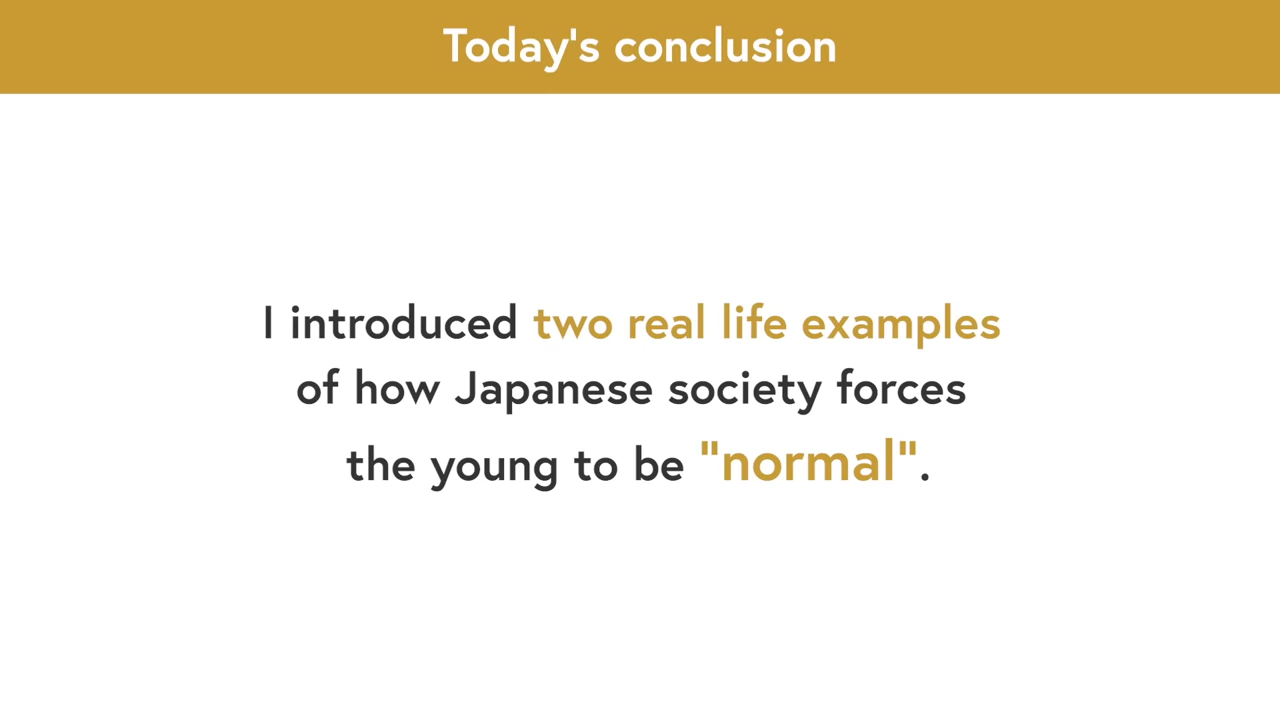 Today's conclusion
I introduced two real life examples
of how Japanese society forces
the young to be "normal".